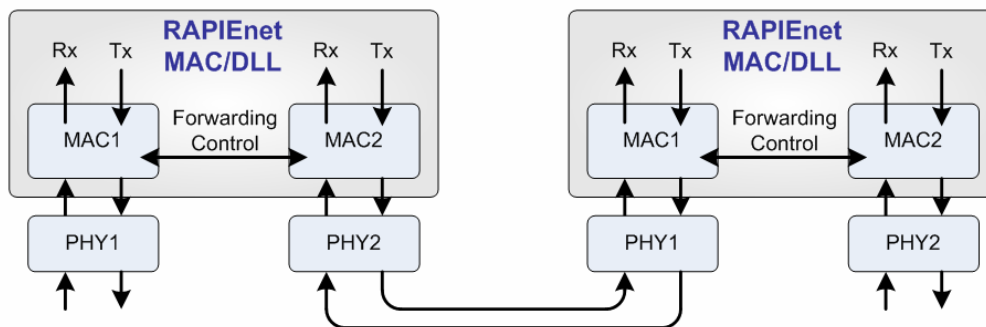 RAPIEnet
MAC/DLL
Rx
Tx
Rx
Tx
MAC1
Forwarding
Control
MAC2
PHY1
PHY2
RAPIEnet
MAC/DLL
Rx
Tx
Rx
Tx
MAC1
Forwarding
Control
MAC2
PHY1
PHY2